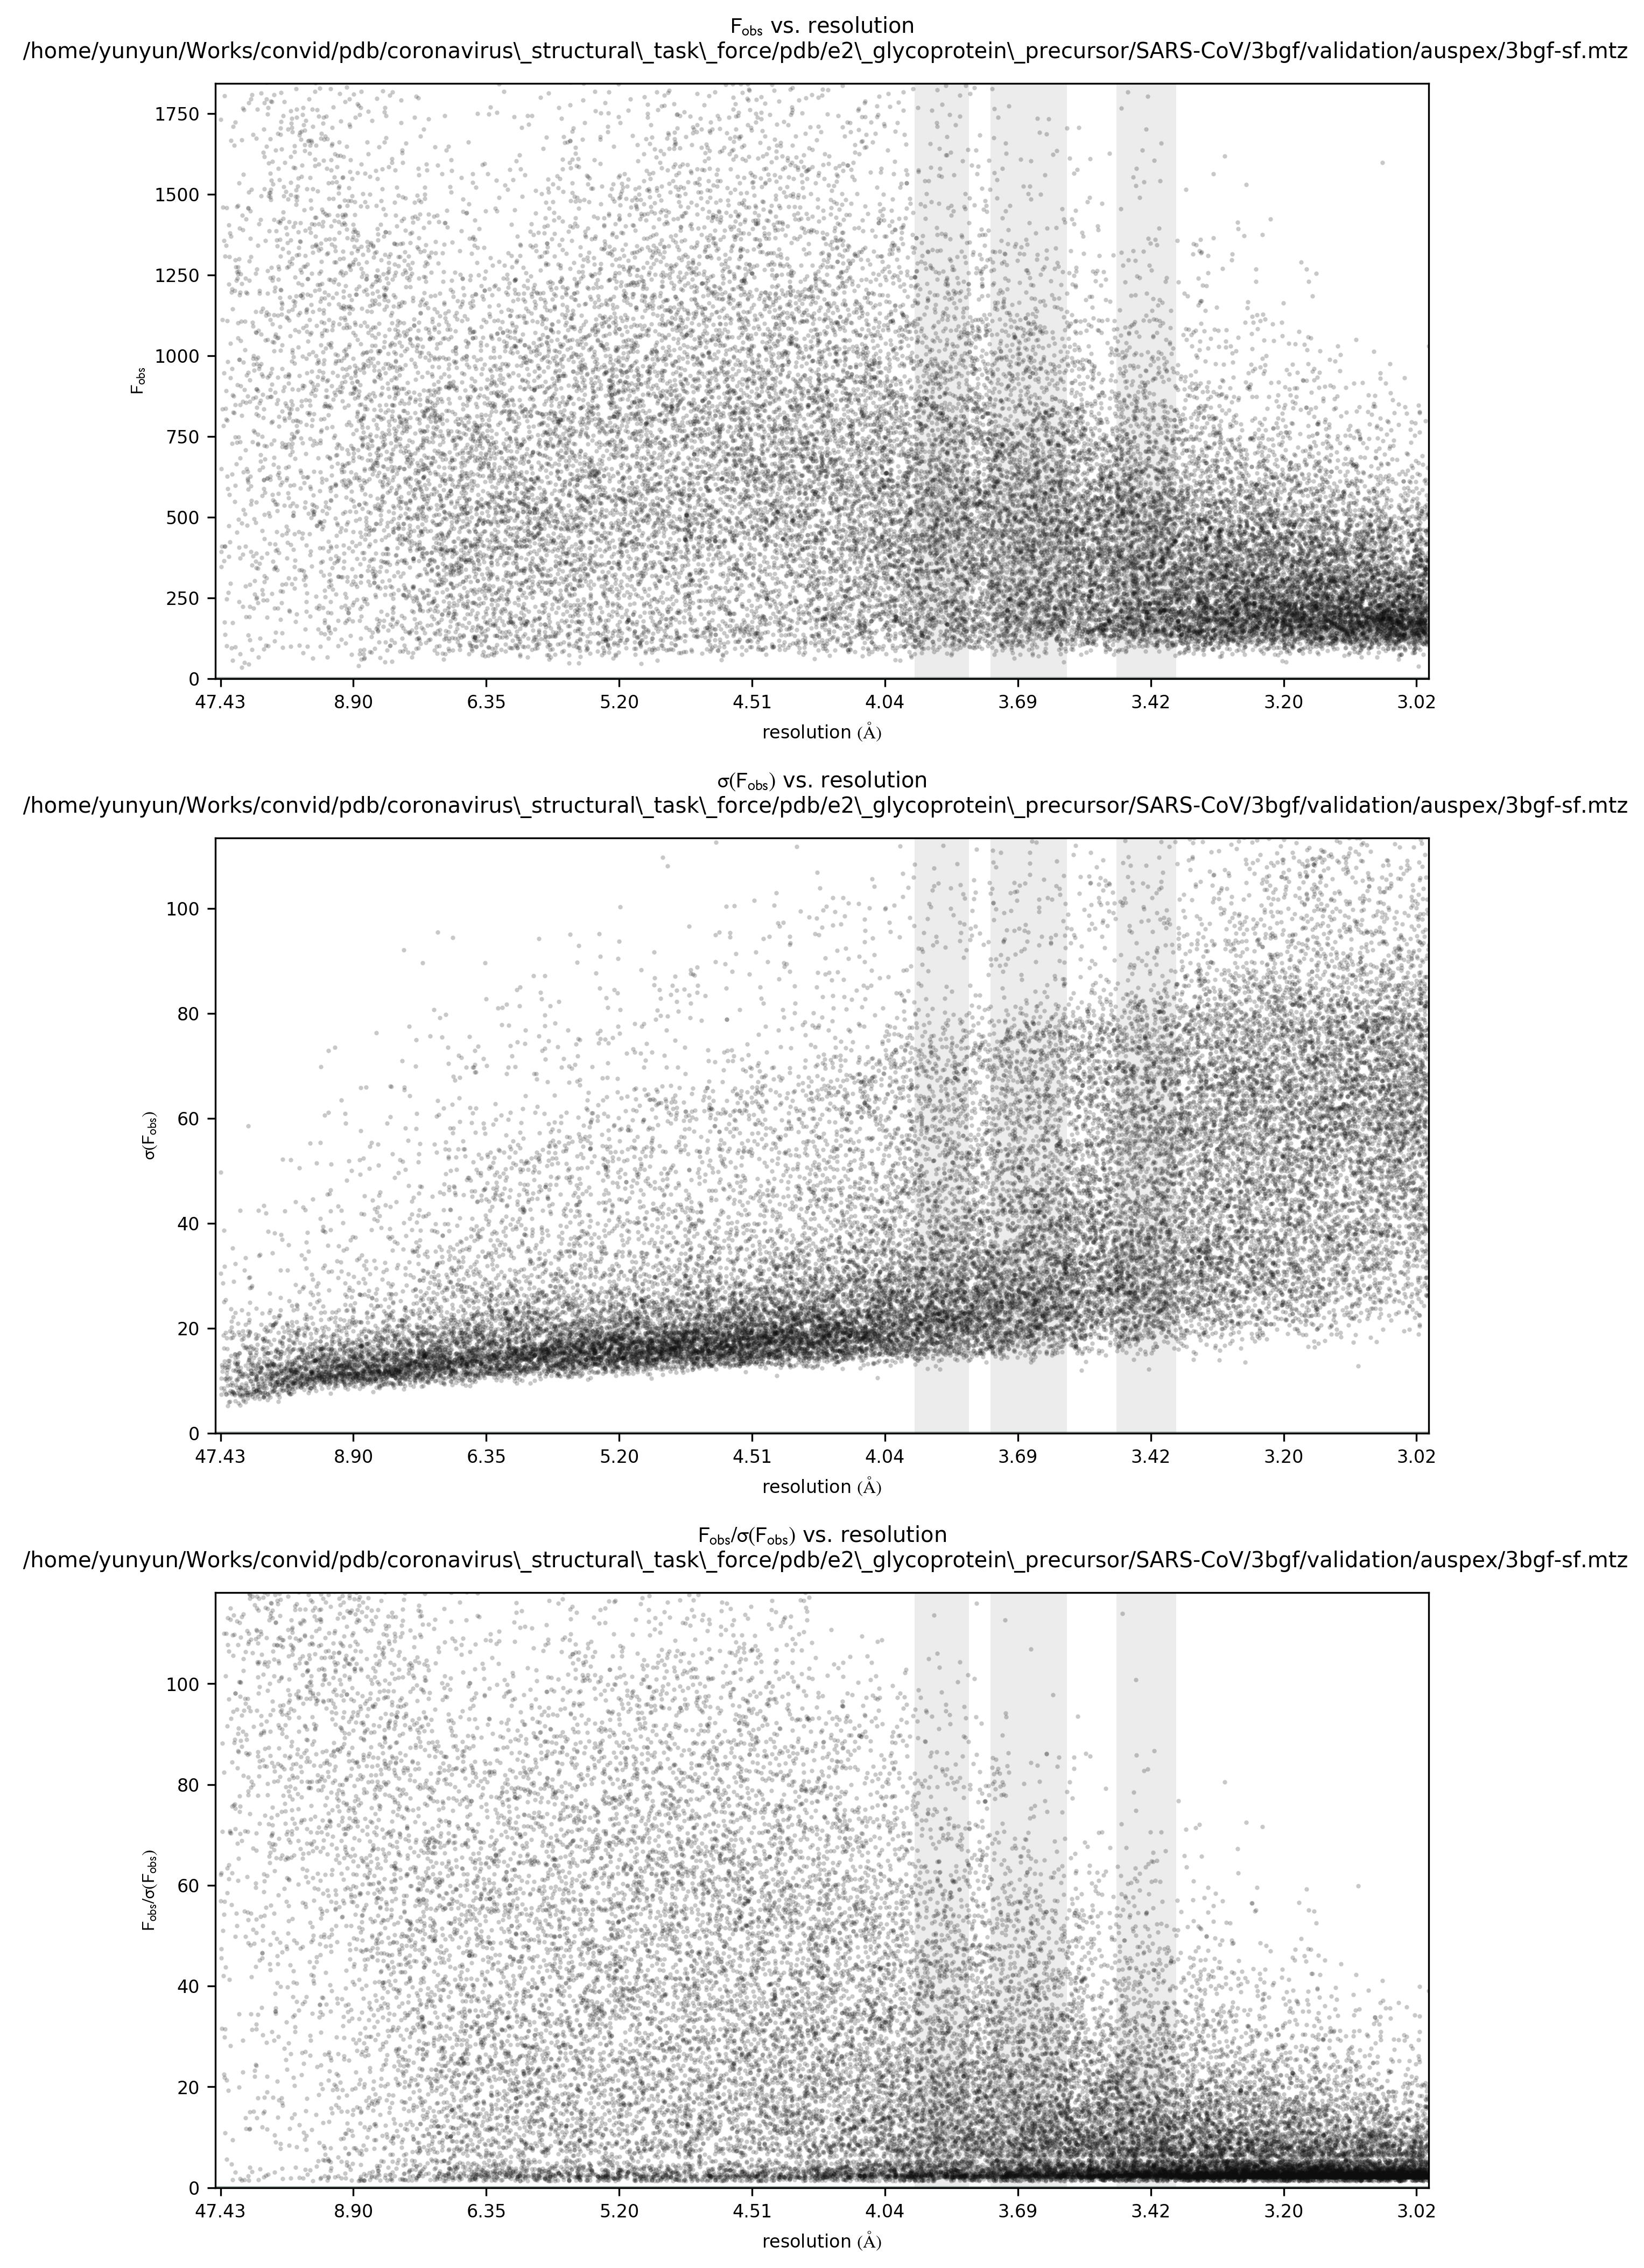 Fobs vs. resolution
/home/yunyun/Works/convid/pdb/coronavirus\_structural\_task\_force/pdb/e2\_glycoprotein\_precursor/SARS-CoV/3bgf/validation/auspex/3bgf-sf.mtz
1750
1500
1250
1000
750
500
250
0
Fobs
47.43 8.90 6.35 5.20 4.51 4.04 3.69 3.42 3.20 3.02
resolution (Å)
σ(Fobs) vs. resolution
/home/yunyun/Works/convid/pdb/coronavirus\_structural\_task\_force/pdb/e2\_glycoprotein\_precursor/SARS-CoV/3bgf/validation/auspex/3bgf-sf.mtz
100
80
60
40
20
0
σ(Fobs)
47.43 8.90 6.35 5.20 4.51 4.04 3.69 3.42 3.20 3.02
resolution (Å)
Fobs/σ(Fobs) vs. resolution
/home/yunyun/Works/convid/pdb/coronavirus\_structural\_task\_force/pdb/e2\_glycoprotein\_precursor/SARS-CoV/3bgf/validation/auspex/3bgf-sf.mtz
100
80
60
40
20
0
Fobs/σ(Fobs)
47.43 8.90 6.35 5.20 4.51 4.04 3.69 3.42 3.20 3.02
resolution (Å)